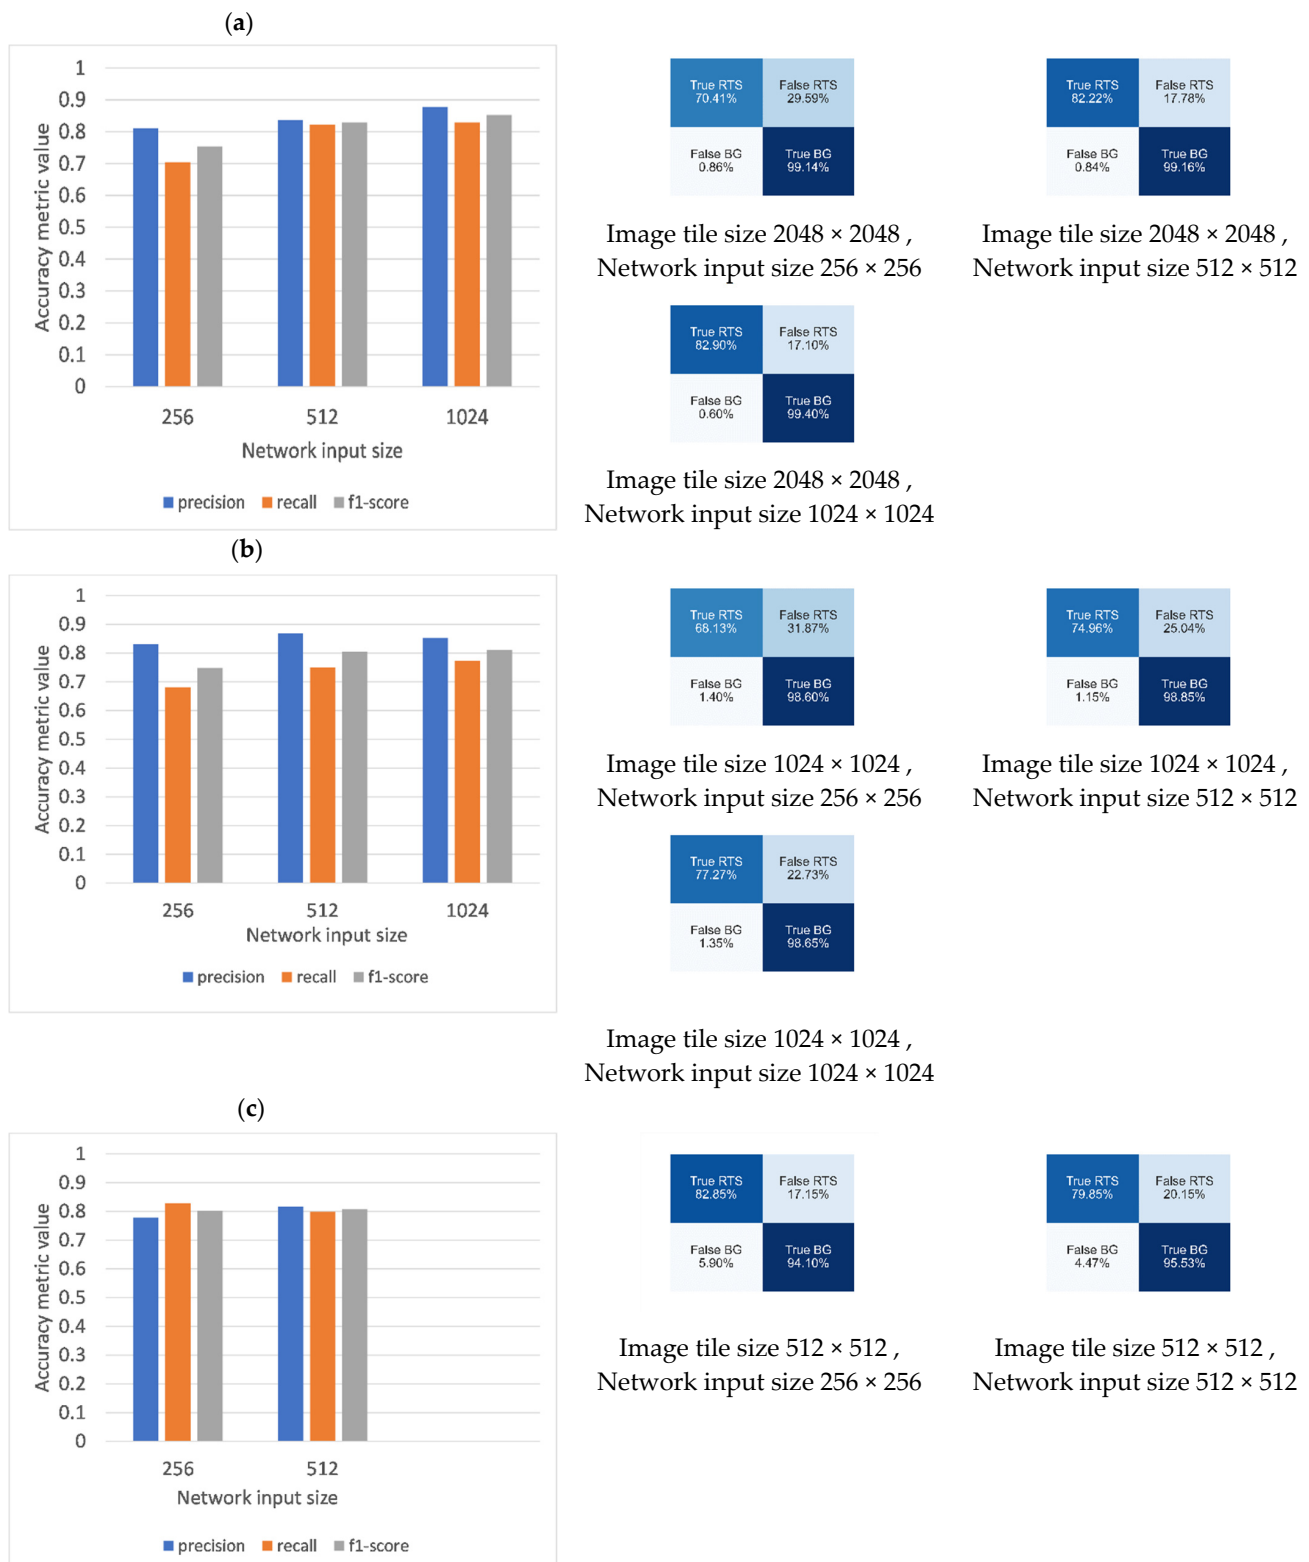 (a)
1
0.9
0.8
0.7
0.6
0.5
0.4
0.3
0.2
0.1
0
Accuracy metric value
256 512 1024
Network input size
precision recall f1-score
True RTS
70.41%
False RTS
29.59%
False BG
0.86%
True BG
99.14%
Image tile size 2048 × 2048 ,
Network input size 256 × 256
True RTS
82.22%
False RTS
17.78%
False BG
0.84%
True BG
99.16%
Image tile size 2048 × 2048 ,
Network input size 512 × 512
True RTS
82.90%
False RTS
17.10%
False BG
0.60%
True BG
99.40%
Image tile size 2048 × 2048 ,
Network input size 1024 × 1024
(b)
1
0.9
0.8
0.7
0.6
0.5
0.4
0.3
0.2
0.1
0
Accuracy metric value
256 512 1024
Network input size
precision recall f1-score
True RTS
68.13%
False RTS
31.87%
False BG
1.40%
True BG
98.60%
Image tile size 1024 × 1024 ,
Network input size 256 × 256
True RTS
74.96%
False RTS
25.04%
False BG
1.15%
True BG
98.85%
Image tile size 1024 × 1024 ,
Network input size 512 × 512
True RTS
77.27%
False RTS
22.73%
False BG
1.35%
True BG
98.65%
Image tile size 1024 × 1024 ,
Network input size 1024 × 1024
(c)
1
0.9
0.8
0.7
0.6
0.5
0.4
0.3
0.2
0.1
0
Accuracy metric value
256 512
Network input size
precision recall f1-score
True RTS
82.85%
False RTS
17.15%
False BG
5.90%
True BG
94.10%
Image tile size 512 × 512 ,
Network input size 256 × 256
True RTS
79.85%
False RTS
20.15%
False BG
4.47%
True BG
95.53%
Image tile size 512 × 512 ,
Network input size 512 × 512